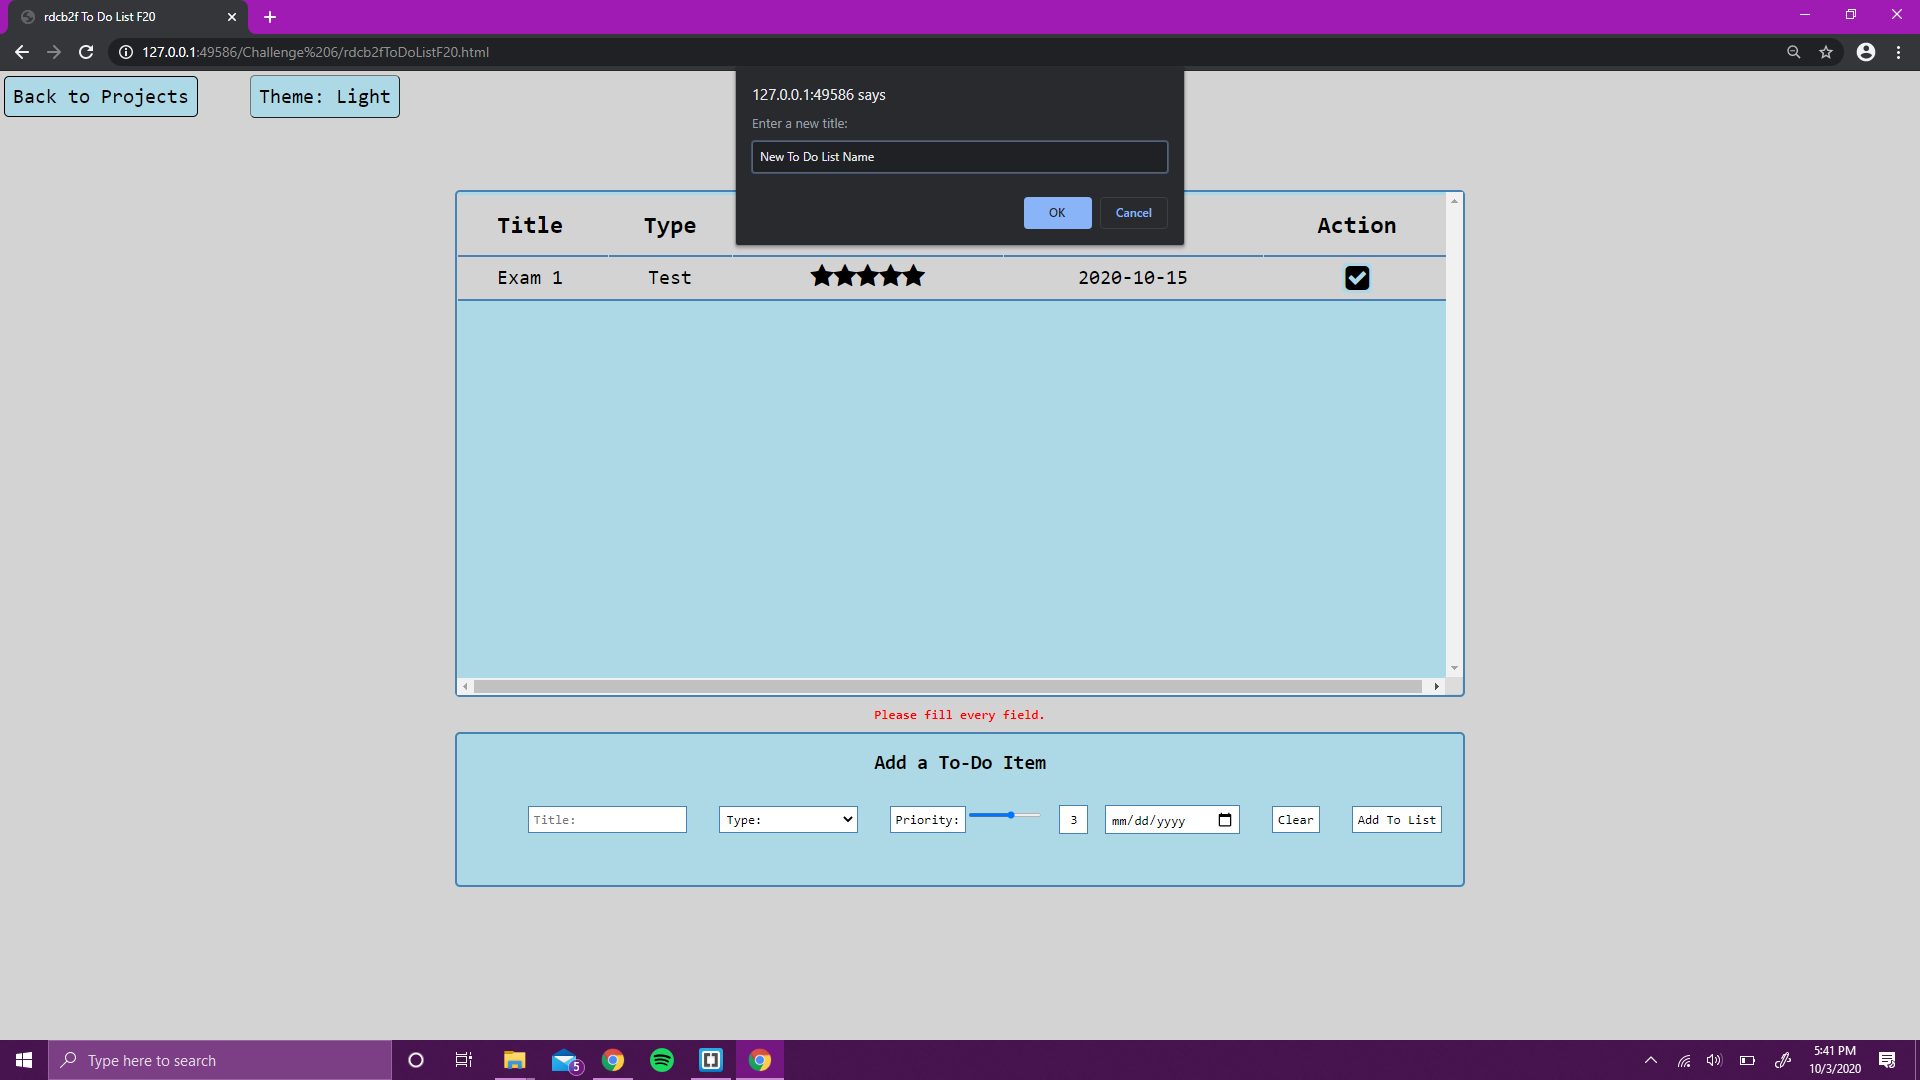 rdcb2f To Do List F20
127.0.0.1:49586/Challenge%206/rdcb2fToDoListF20.html
Back to Projects
Theme: Light
127.0.0.1:49586 says
Enter a new title:
New To Do List Name
OK
Cancel
Title
Type
Action
Exam 1
Test
2020-10-15
Please fill every field.
Add a To-Do Item
Title:
Type:
Priority:
3
mm/dd/yyyy
Clear
Add To List
Type here to search
5
5:41 PM
10/3/2020